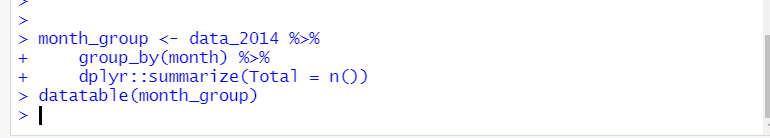 >
>
> month_group <- data_2014 %>%
+     group_by(month) %>%
+     dplyr::summarize(Total = n())
> datatable(month_group)
>